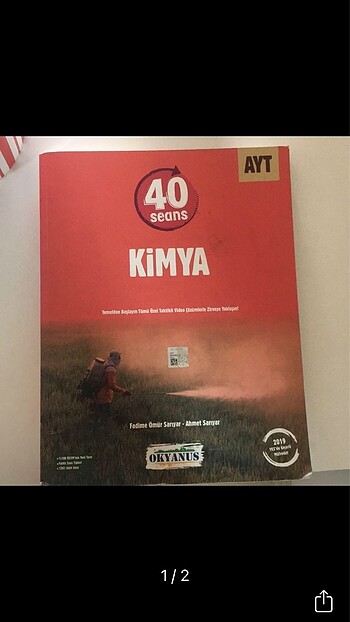 AYT
40
seans
KİMYA
Temelden Başlayan Tümü Özel Taktikli Video Çözümlerle Zirveye Yaklaşın!
Fadime Ömür Sarıyar - Ahmet Sarıyar
OKYANUS
2019
1 / 2